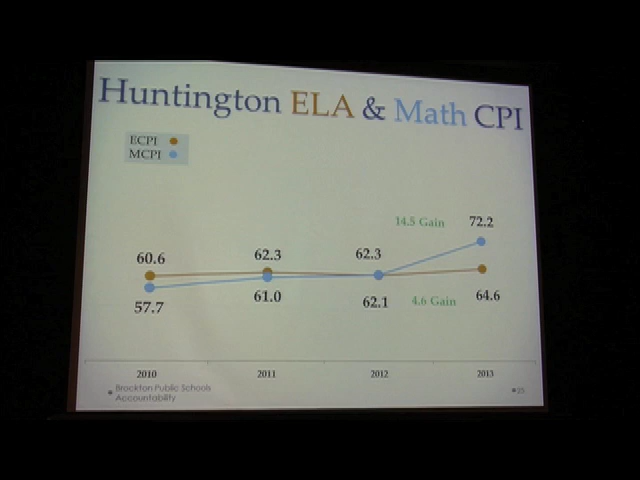 Huntington ELA & Math CPI
ECPI
MCPI
14.5 Gain
72.2
60.6
62.3
62.3
57.7
61.0
62.1
4.6 Gain
64.6
2010
2011
2012
2013
Brockton Public Schools
Accountability
25